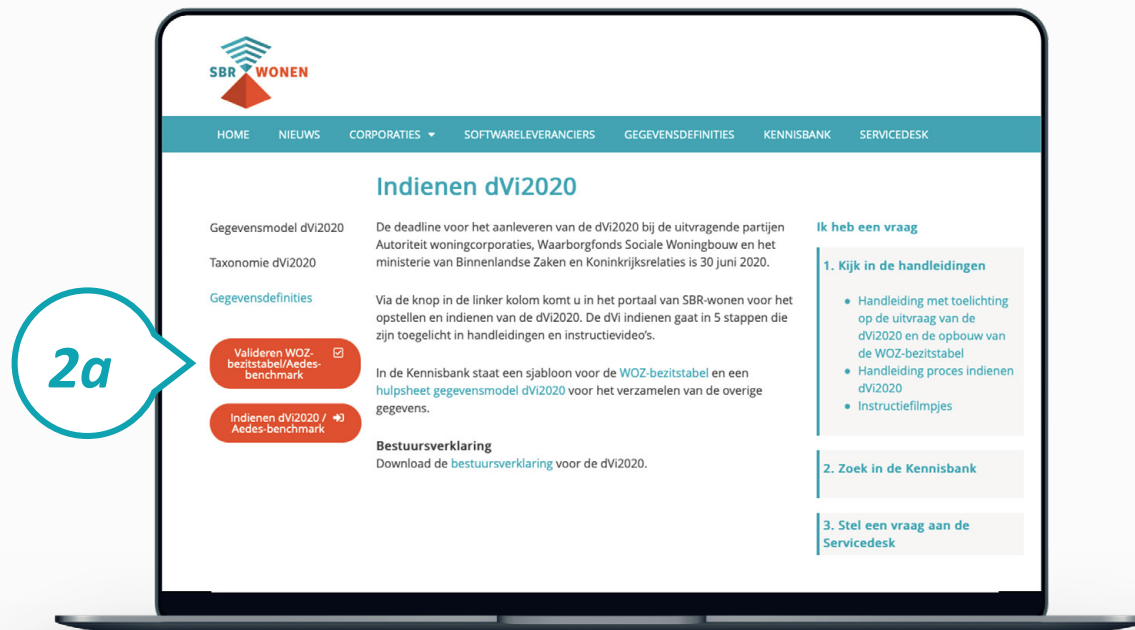 SBR WONEN
HOME NIEUWS CORPORATIES SOFTWARELEVERANCIERS GEGEVENSDEFINITIES KENNISBANK SERVICEDESK
Indienen dVi2020
Gegevensmodel dVi2020
Taxonomie dVi2020
Gegevensdefinities
2a
Valideren WOZ-
bezitstabel/Aedes-
benchmark
Indienen dVi2020 /
Aedes-benchmark
De deadline voor het aanleveren van de dVi2020 bij de uitvragende partijen
Autoriteit woningcorporaties, Waarborgfonds Sociale Woningbouw en het
ministerie van Binnenlandse Zaken en Koninkrijksrelaties is 30 juni 2020.
Via de knop in de linker kolom komt u in het portaal van SBR-wonen voor het
opstellen en indienen van de dVi2020. De dVi indienen gaat in 5 stappen die
zijn toegelicht in handleidingen en instructievideo's.
In de Kennisbank staat een sjabloon voor de WOZ-bezitstabel en een
hulpsheet gegevensmodel dVi2020 voor het verzamelen van de overige
gegevens.
Bestuursverklaring
Download de bestuursverklaring voor de dVi2020.
Ik heb een vraag
1. Kijk in de handleidingen
Handleiding met toelichting
op de uitvraag van de
dVi2020 en de opbouw van
de WOZ-bezitstabel
Handleiding proces indienen
dVi2020
Instructiefilmpjes
2. Zoek in de Kennisbank
3. Stel een vraag aan de
Servicedesk